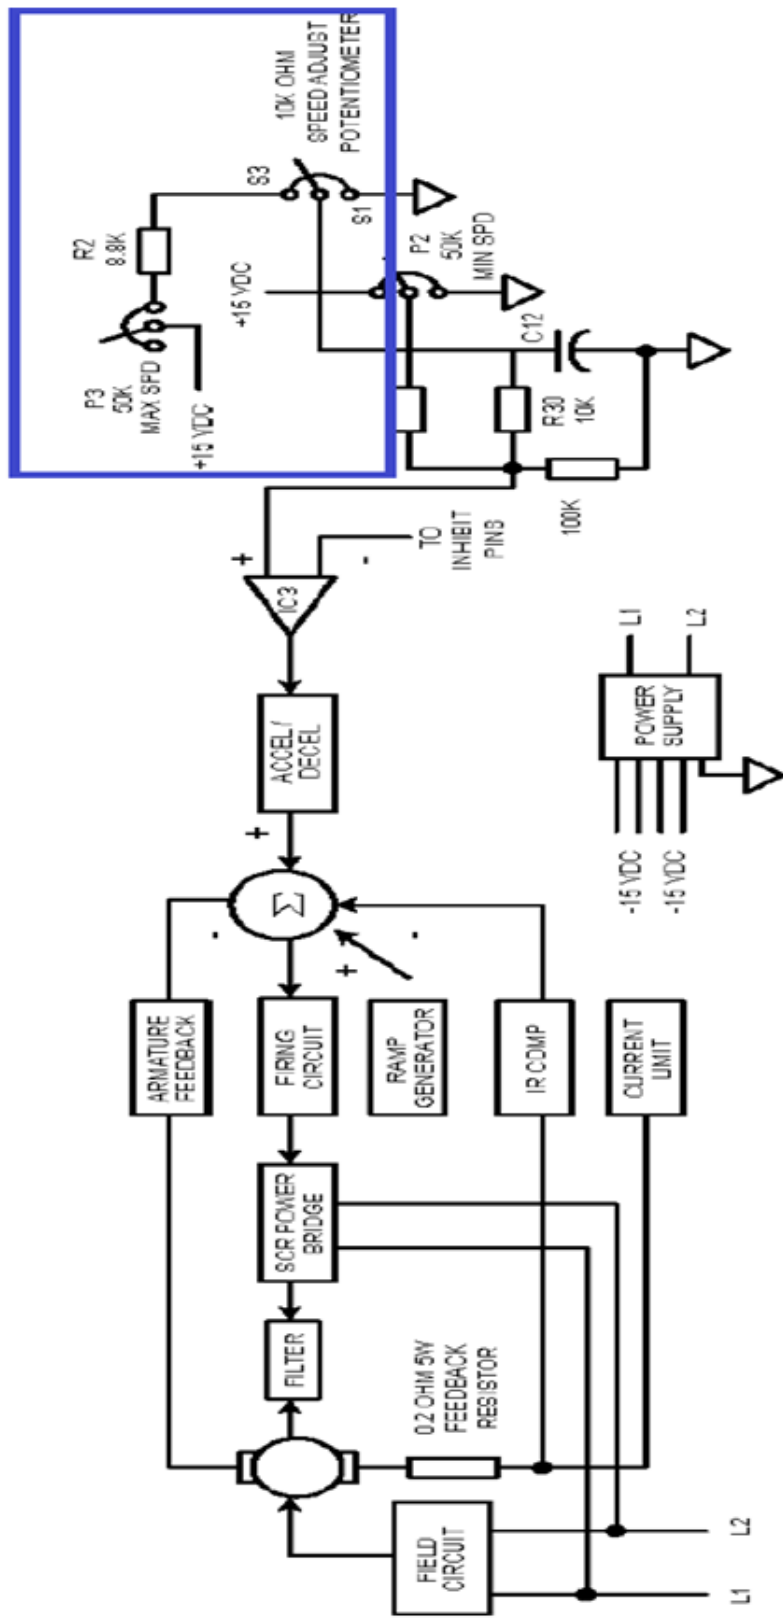 P3
50K
MAX SPD
+15 VDC
R2
8.8K
S3
10K OHM
SPEED ADJUST
POTENTIOMETER
S1
+15 VDC
P2
50K
MIN SPD
ARMATURE
FEEDBACK
SCR POWER
BRIDGE
FILTER
FIRING
CIRCUIT
-
Σ
+
ACCEL/
DECEL
IC3
+
-
TO
INHIBIT
PINS
RAMP
GENERATOR
+
-
0.2 OHM 5W
FEEDBACK
RESISTOR
FIELD
CIRCUIT
IR COMP
CURRENT
LIMIT
R30
10K
C12
100K
L1
L2
-15 VDC
-15 VDC
POWER
SUPPLY
L1
L2